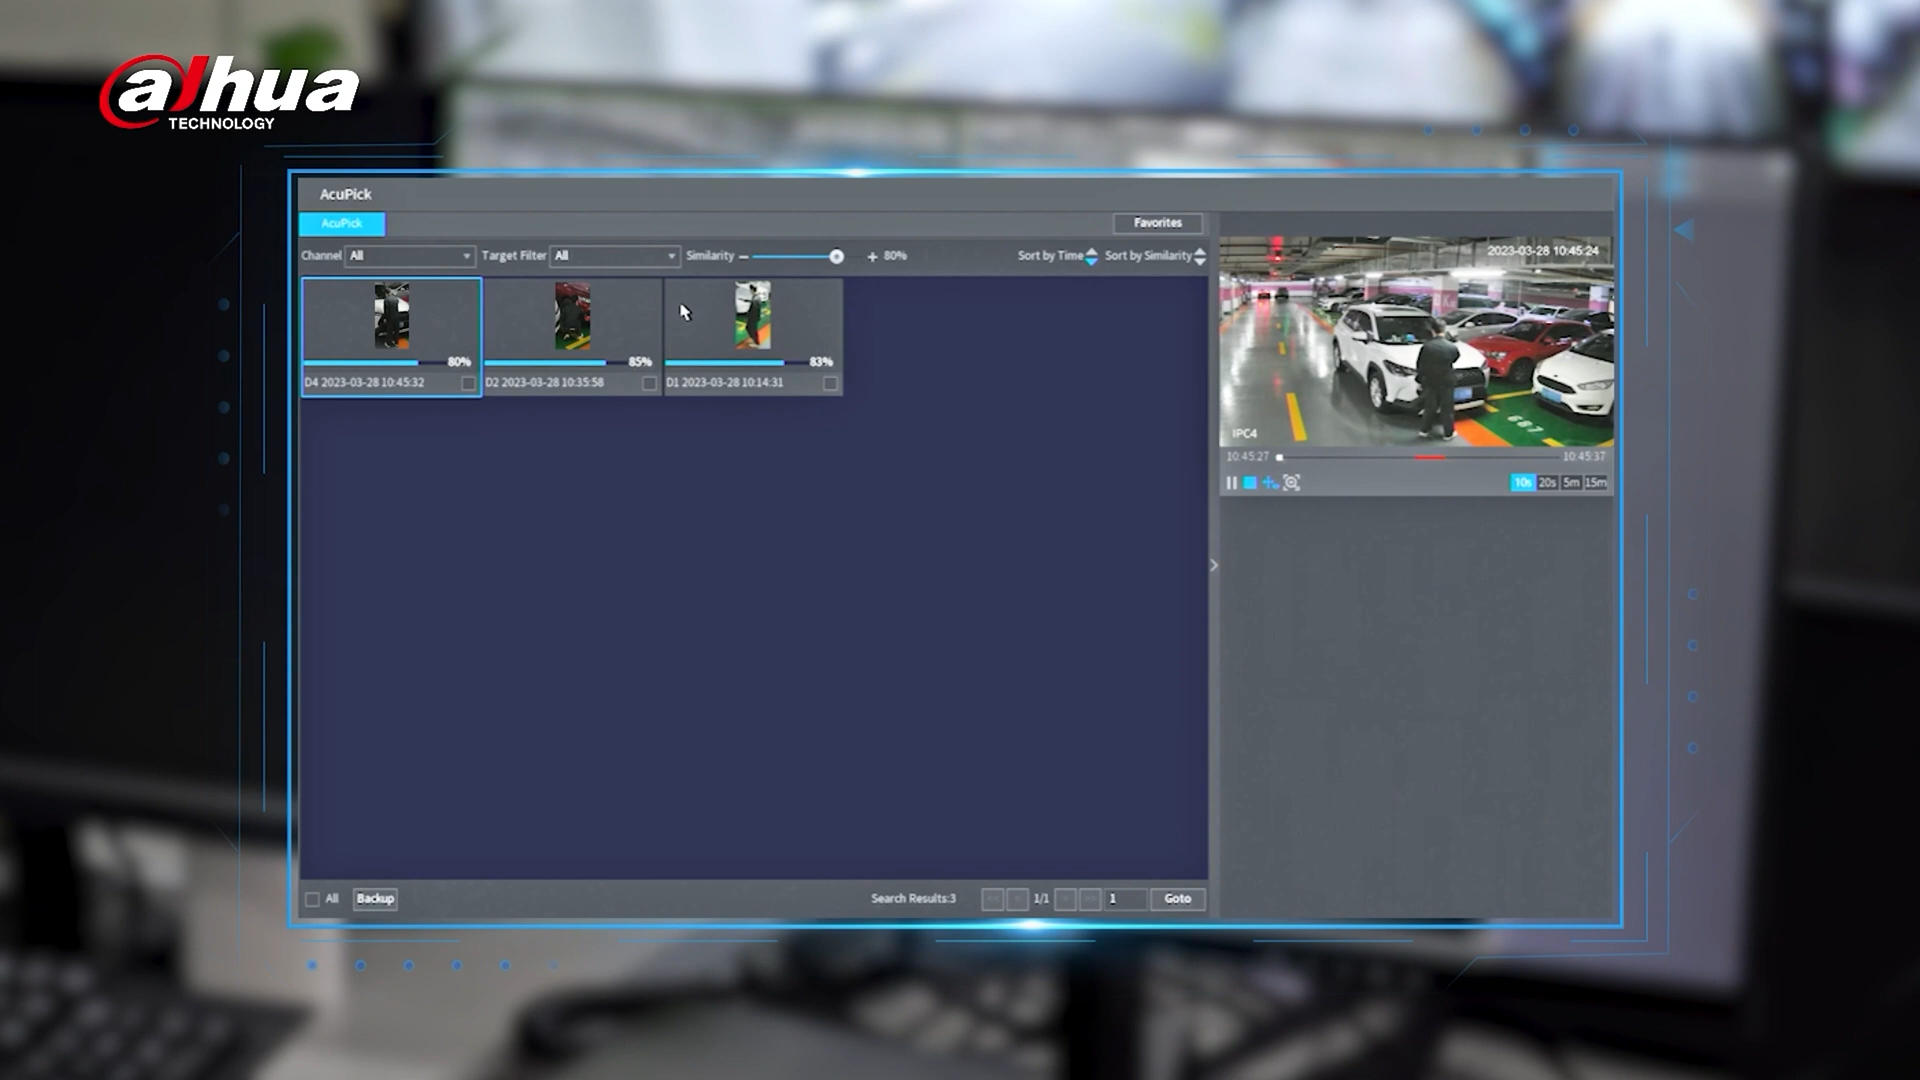 alhua
TECHNOLOGY
AcuPick
AcuPick
Favorites
Channel All Target Filter All Similarity 80% Sort by Time Sort by Similarity
2023-03-28 10:45:24
80% 85% 83%
D4 2023-03-28 10:45:32 D2 2023-03-28 10:35:58 D1 2023-03-28 10:14:31
687
IPC4
10:45:27 10:45:37
10s 20s 5m 15m
All Backup Search Results:3 1/1 1 Goto